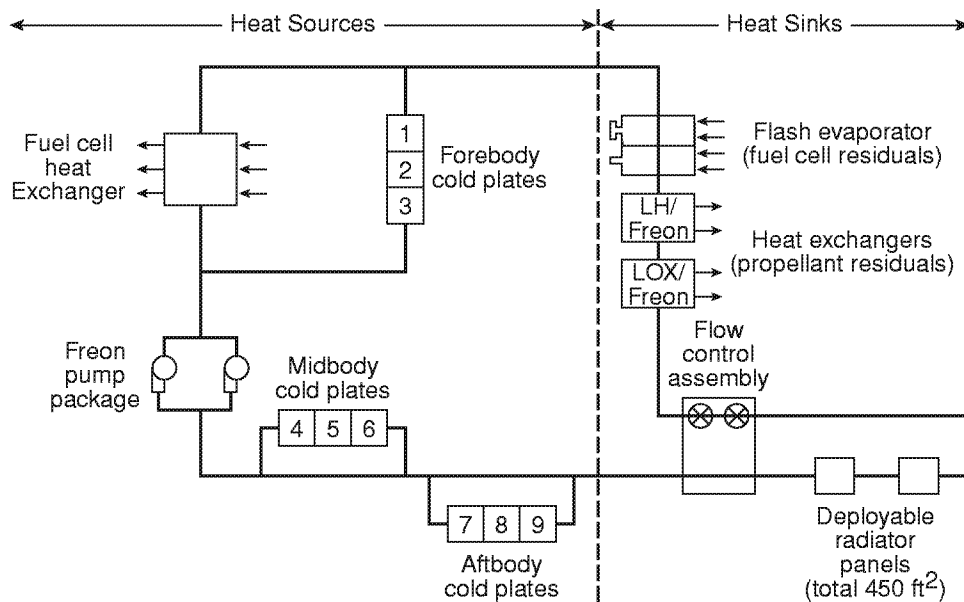 Heat Sources
Heat Sinks
Fuel cell
heat
Exchanger
1
2
3
Forebody
cold plates
Flash evaporator
(fuel cell residuals)
LH/
Freon
LOX/
Freon
Heat exchangers
(propellant residuals)
Freon
pump
package
Midbody
cold plates
4 5 6
Flow
control
assembly
7 8 9
Aftbody
cold plates
Deployable
radiator
panels
(total 450 ft²)